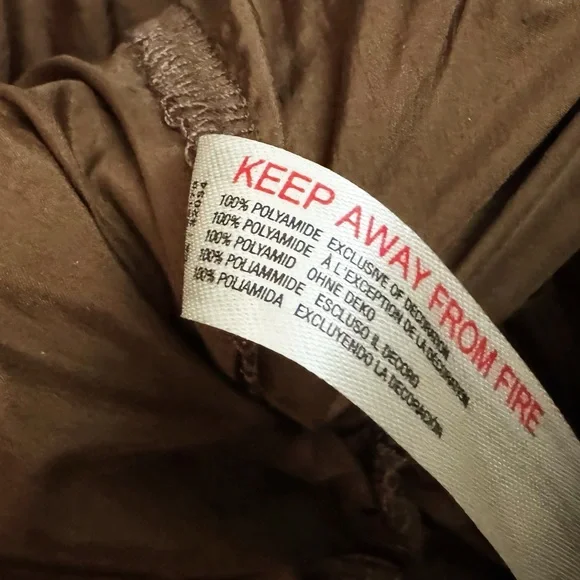 KEEP AWAY FROM FIRE
100% POLYAMIDE EXCLUSIVE OF DECORATION
100% POLYAMIDE À L'EXCEPTION DE LA DÉCORATION
100% POLYAMID OHNE DEKO
100% POLIAMMIDE ESCLUSO IL DECORO
100% POLIAMIDA EXCLUYENDO LA DECORACIÓN